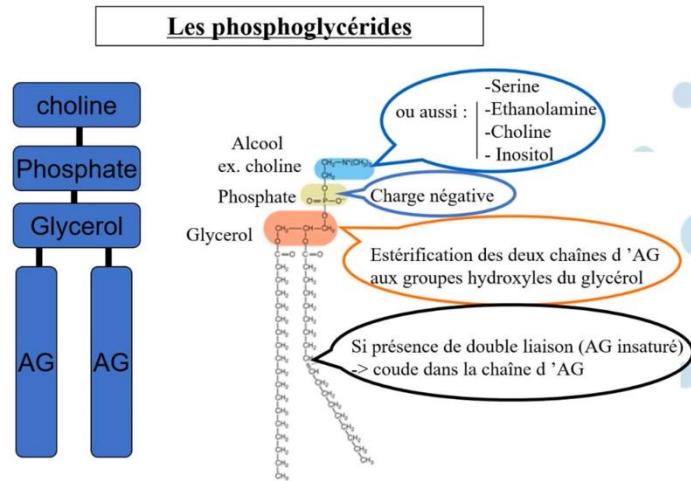 Les phosphoglycérides
choline
Phosphate
Glycerol
AG
AG
Alcool
ex. choline
Phosphate
Glycerol
ou aussi :
-Serine
-Ethanolamine
-Choline
- Inositol
Charge négative
Estérification des deux chaînes d ’AG
aux groupes hydroxyles du glycérol
Si présence de double liaison (AG insaturé)
-> coude dans la chaîne d ’AG